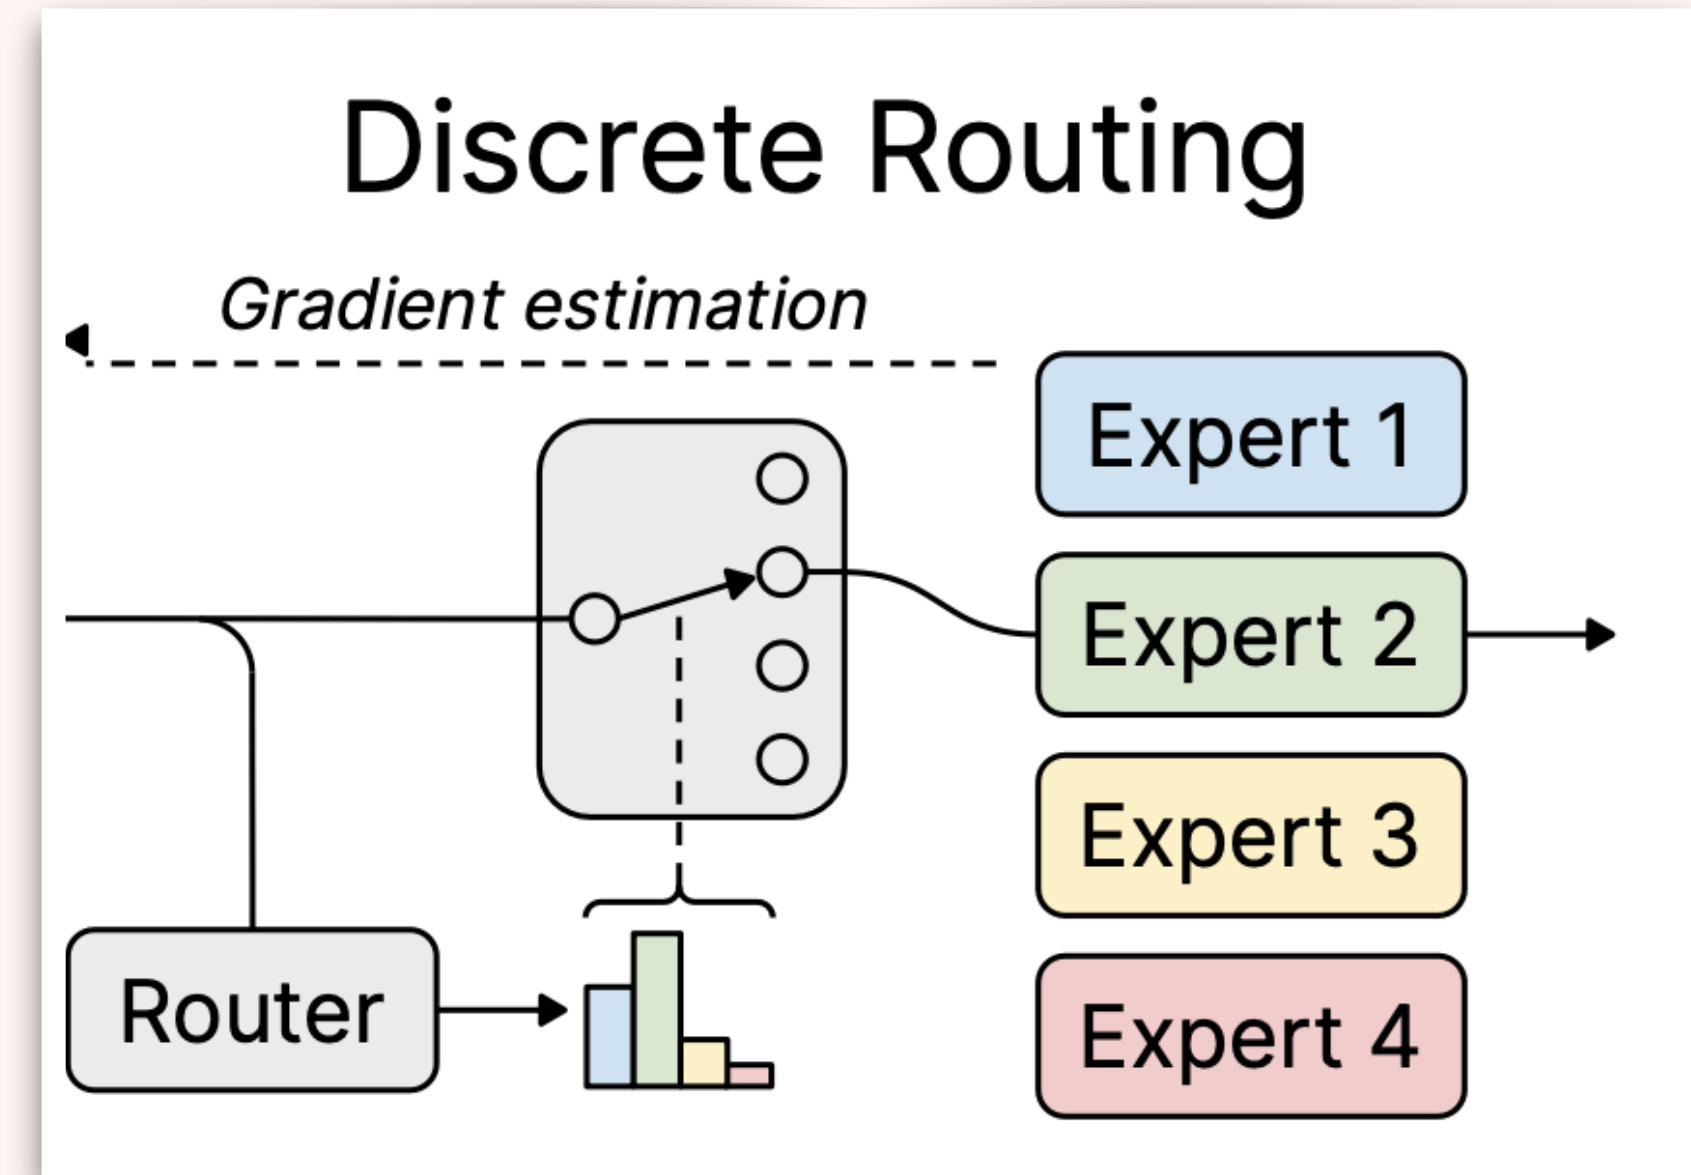 Discrete Routing
Gradient estimation
Expert 1
Expert 2
Expert 3
Router
Expert 4